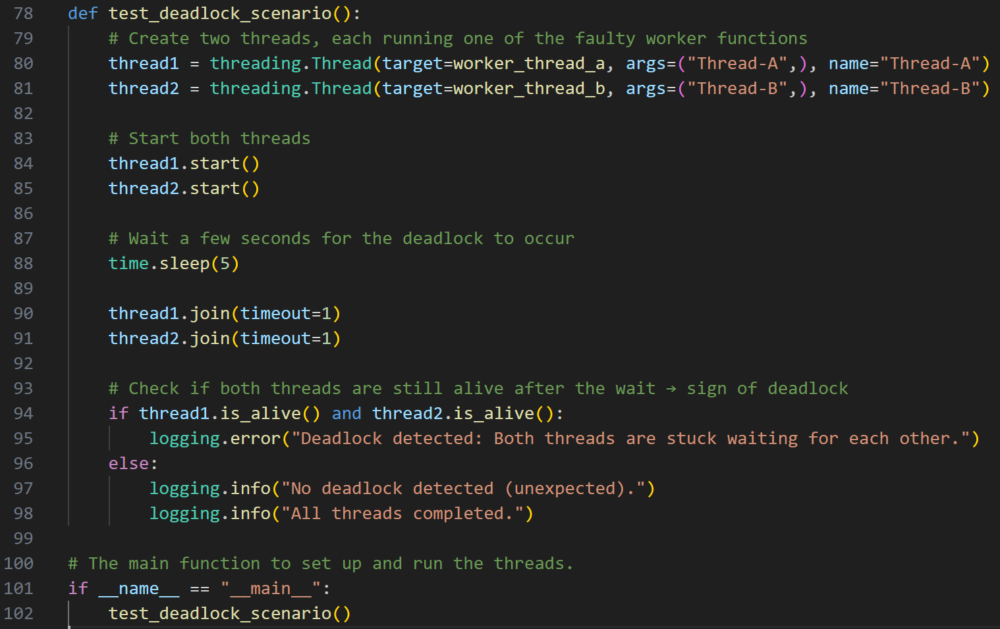 78 def test_deadlock_scenario():
79     # Create two threads, each running one of the faulty worker functions
80     thread1 = threading.Thread(target=worker_thread_a, args=("Thread-A",), name="Thread-A")
81     thread2 = threading.Thread(target=worker_thread_b, args=("Thread-B",), name="Thread-B")
82
83     # Start both threads
84     thread1.start()
85     thread2.start()
86
87     # Wait a few seconds for the deadlock to occur
88     time.sleep(5)
89
90     thread1.join(timeout=1)
91     thread2.join(timeout=1)
92
93     # Check if both threads are still alive after the wait → sign of deadlock
94     if thread1.is_alive() and thread2.is_alive():
95         logging.error("Deadlock detected: Both threads are stuck waiting for each other.")
96     else:
97         logging.info("No deadlock detected (unexpected).")
98         logging.info("All threads completed.")
99
100 # The main function to set up and run the threads.
101 if __name__ == "__main__":
102     test_deadlock_scenario()